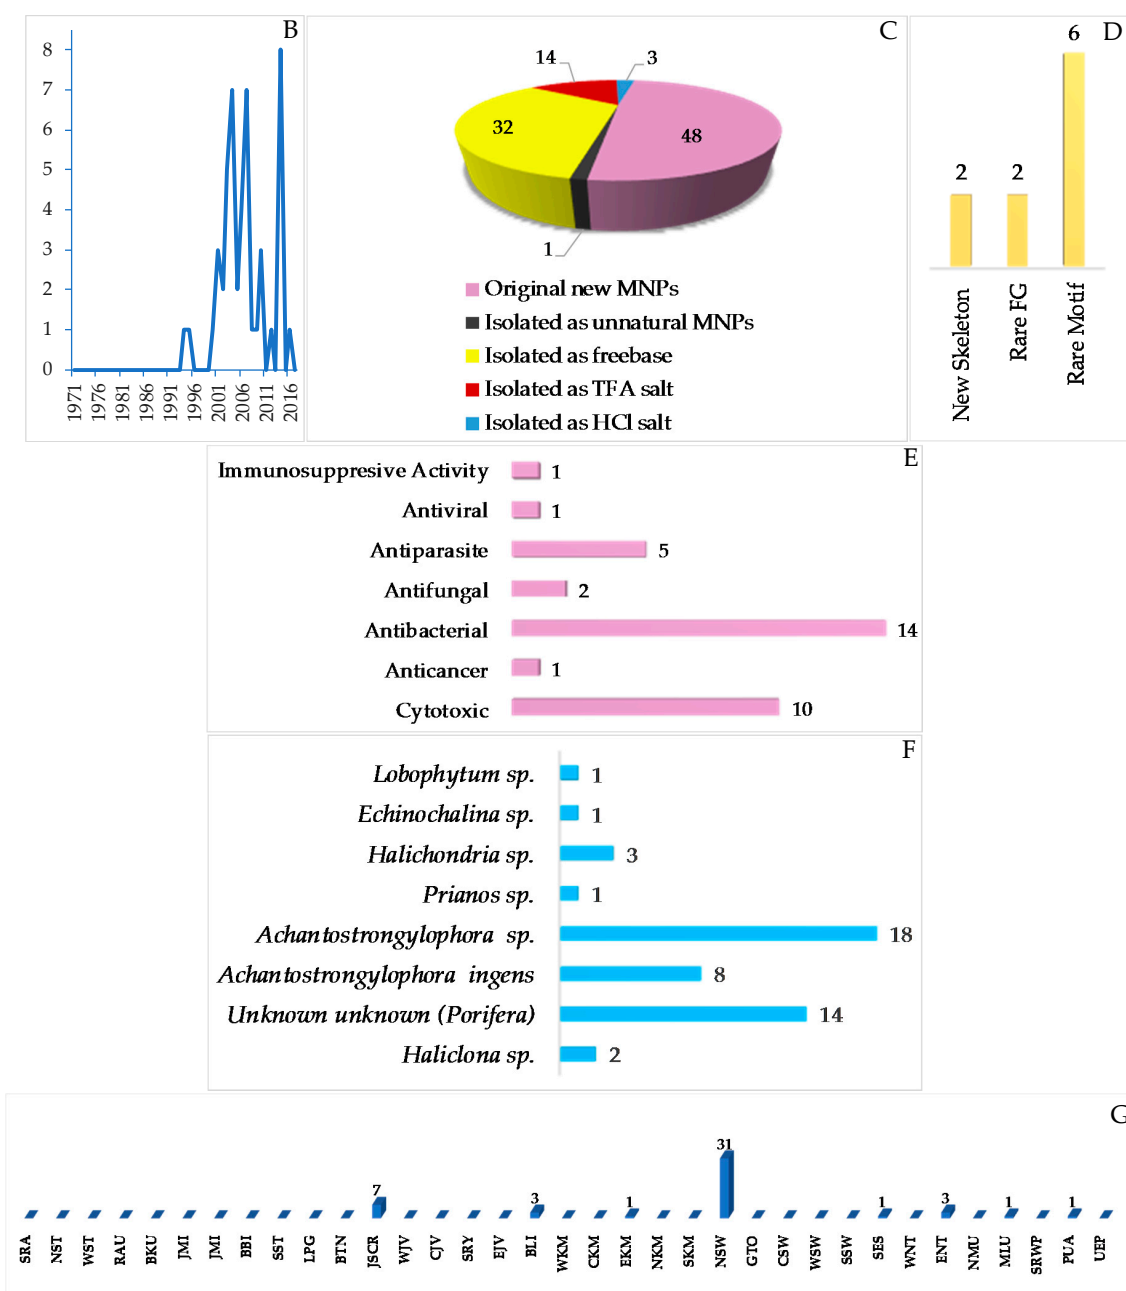 B
8
7
6
5
4
3
2
1
0
1971
1976
1981
1986
1991
1996
2001
2006
2011
2016
C
14
3
32
48
1
Original new MNPs
Isolated as unnatural MNPs
Isolated as freebase
Isolated as TFA salt
Isolated as HCl salt
D
6
2
2
New Skeleton
Rare FG
Rare Motif
E
Immunosuppresive Activity 1
Antiviral 1
Antiparasite 5
Antifungal 2
Antibacterial 14
Anticancer 1
Cytotoxic 10
F
Lobophytum sp. 1
Echinochalina sp. 1
Halichondria sp. 3
Prianos sp. 1
Achantostrongylophora sp. 18
Achantostrongylophora ingens 8
Unknown unknown (Porifera) 14
Haliclona sp. 2
G
7
3
1
31
1
3
1
1
SRA
NST
WST
RAU
BKU
JMI
JMI
BBI
SST
LPG
BTN
JSCR
WJV
CJV
SRY
EJV
BLI
WKM
CKM
EKM
NKM
SKM
NSW
GTO
CSW
WSW
SSW
SES
WNT
ENT
NMU
MLU
SRWP
PUA
UEP